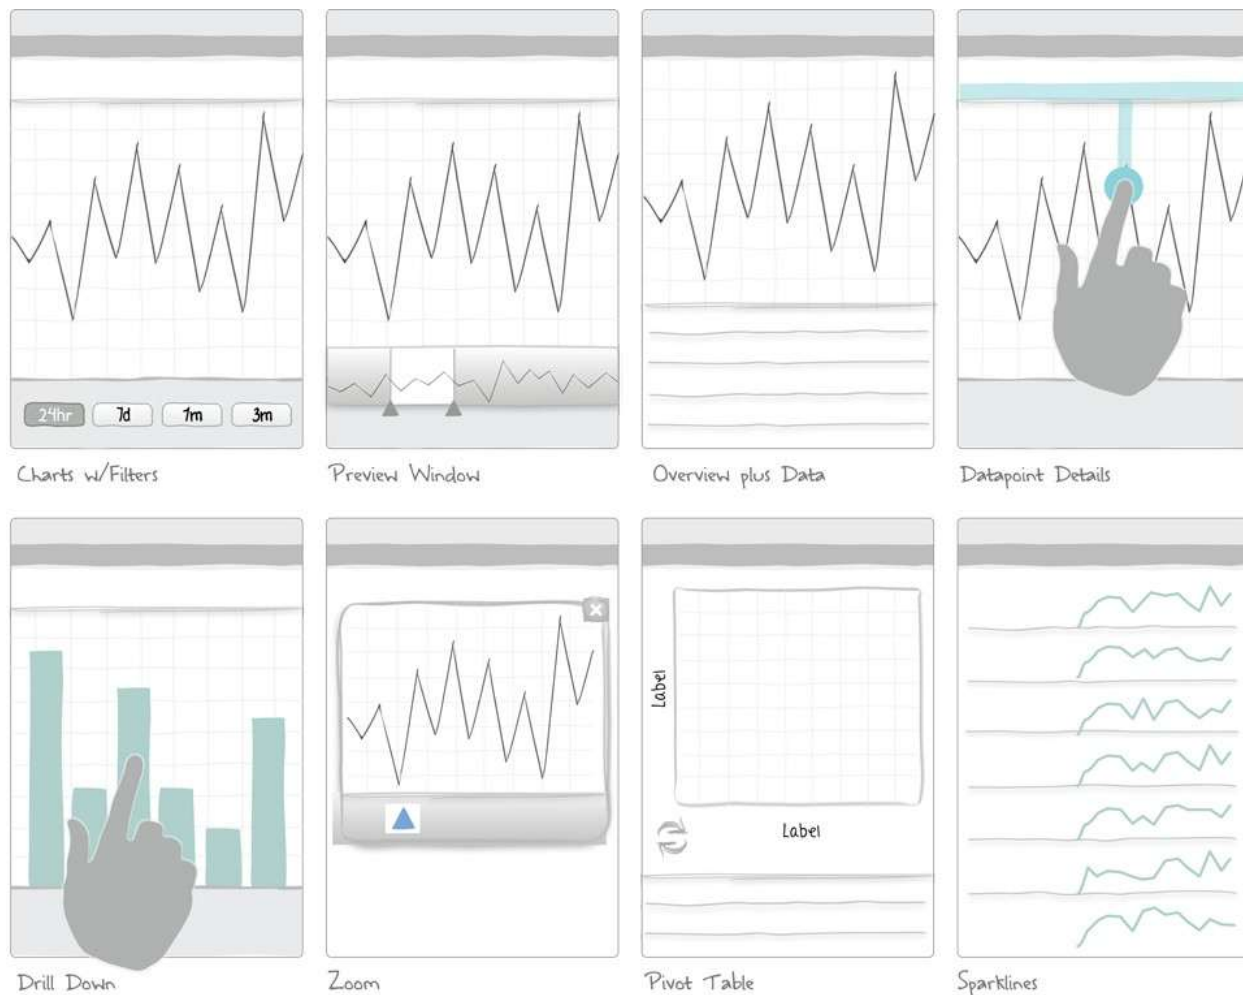 24hr 7d 1m 3m
Charts w/Filters
Preview Window
Overview plus Data
Datapoint Details
Label
Label
Drill Down
Zoom
Pivot Table
Sparklines